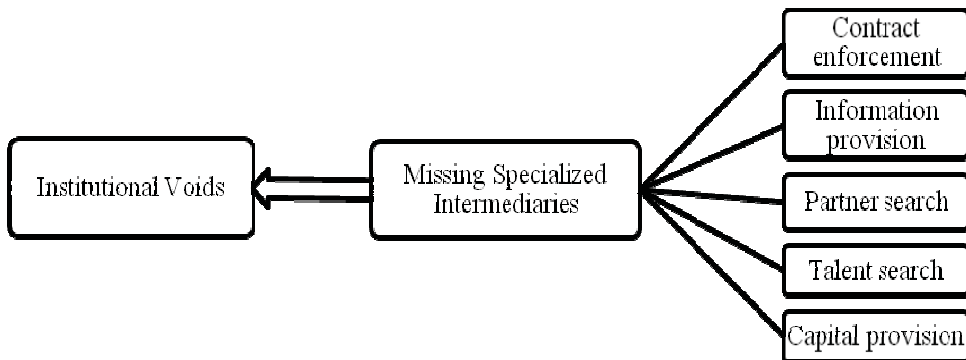 Institutional Voids
Missing Specialized
Intermediaries
Contract
enforcement
Information
provision
Partner search
Talent search
Capital provision